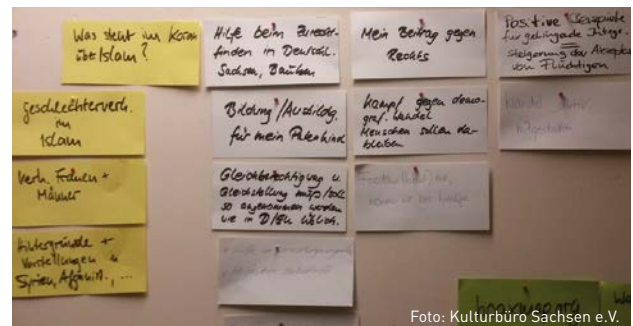 Was steht im Koran
über Islam?
Geschlechterverh.
im
Islam
Verh. Frauen +
Männer
Hintergründe +
Vorstellungen in
Syrien, Afghanist., ...
Hilfe beim Zurecht-
finden in Deutschl.
Sachsen, Bautzen
Bildung/Ausbildg.
für mein Patenkind
Gleichberechtigung u.
Gleichstellung muss/soll
so angenommen werden
wie in D/EU üblich.
Mein Beitrag gegen
Rechts
Kampf gegen demo-
graf. Wandel
Menschen sollen da-
bleiben
Positive Beispiele
für gelingende Integr.
Steigerung der Akzeptanz
von Flüchtigen
Foto: Kulturbüro Sachsen e.V.